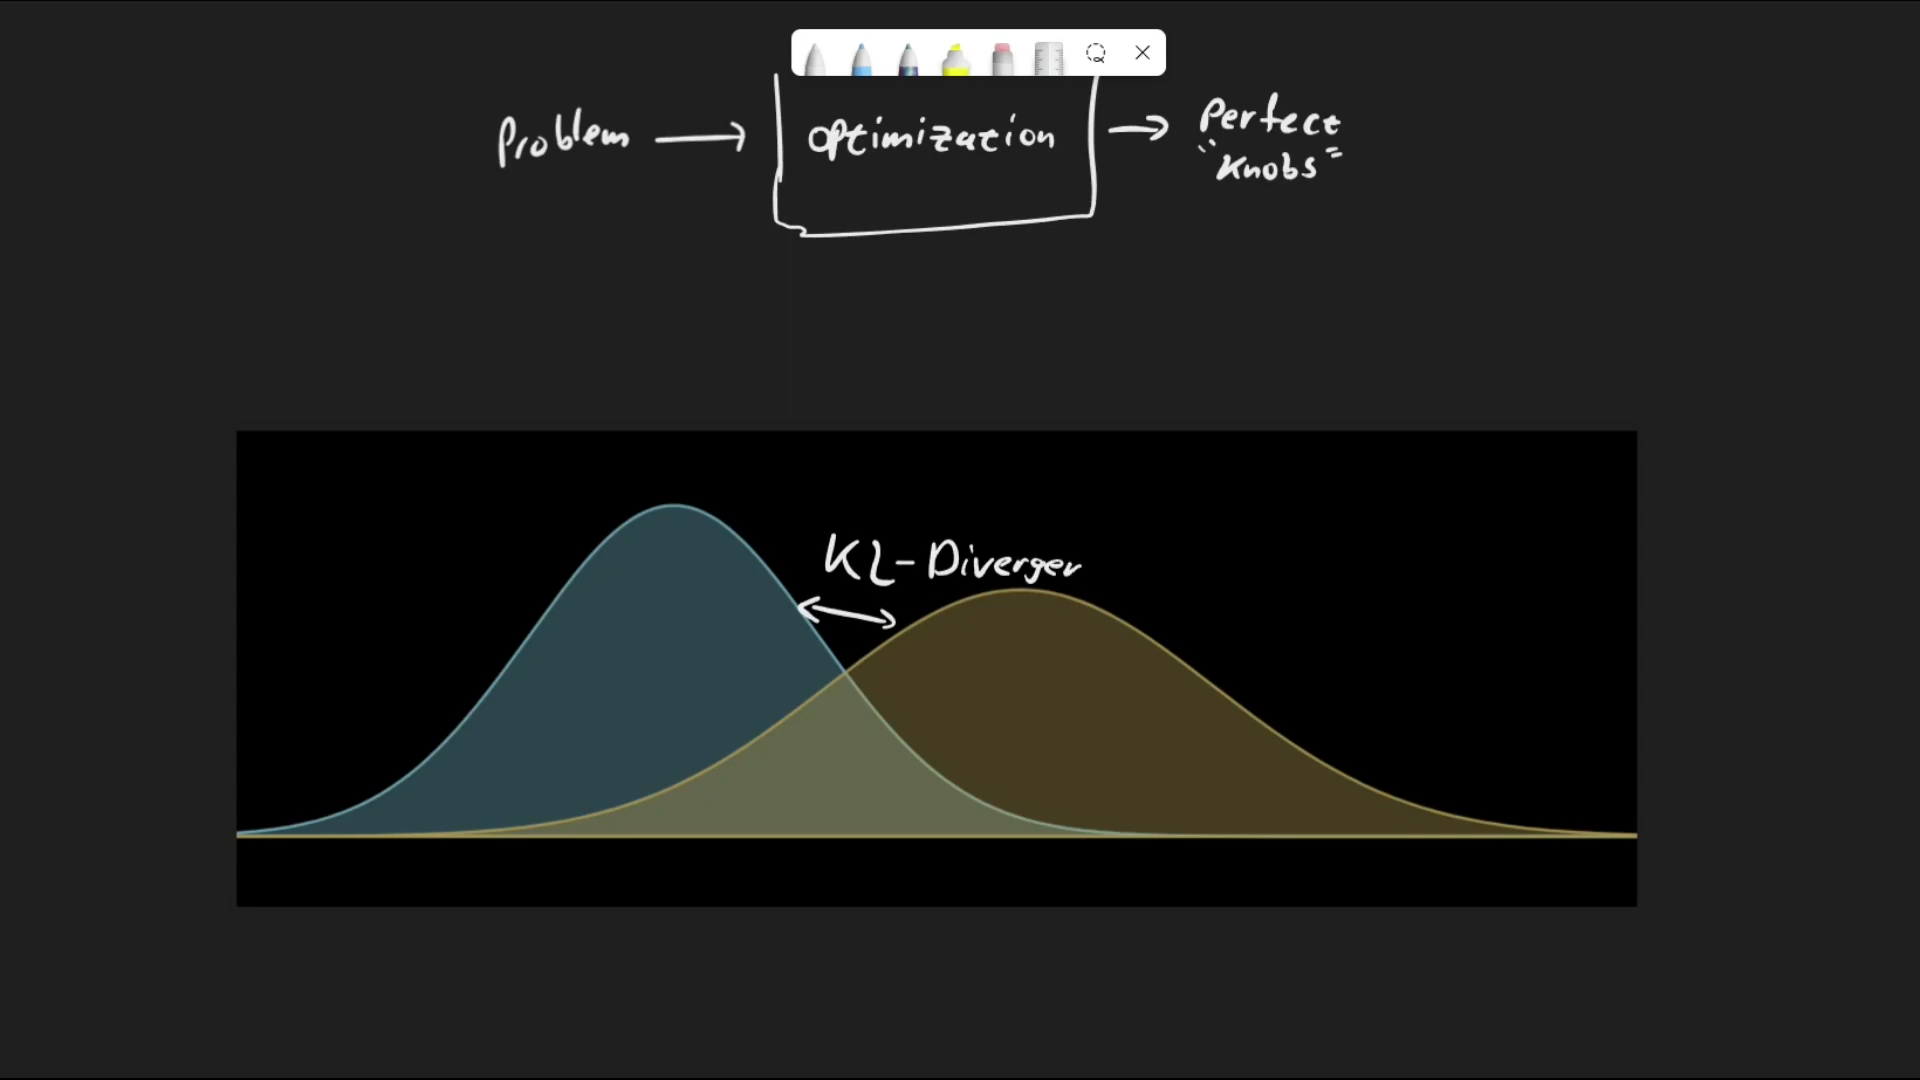 Problem → optimization → Perfect
"Knobs"
KL-Diverger